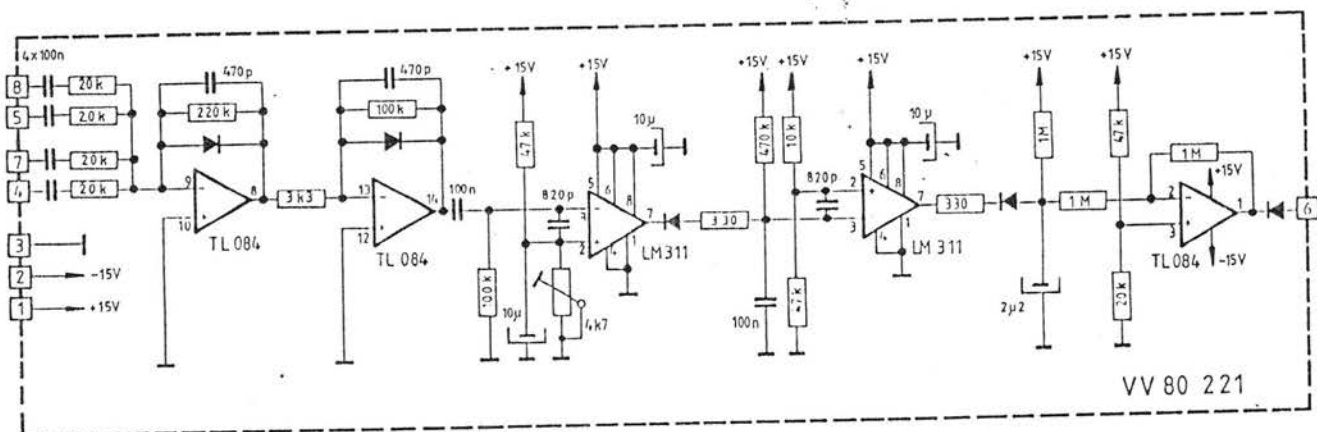 4x100n
8
20k
5
20k
7
20k
4
20k
3
2
-15V
1
+15V
470p
220k
9
-
8
+
10
TL 084
3k3
470p
100k
13
-
14
+
12
TL 084
100n
100k
+15V
47k
10µ
820p
4k7
+15V
10µ
5
6
8
-
3
7
+
2
4
1
LM311
330
+15V
470k
100n
+15V
10k
47k
820p
+15V
10µ
5
6
8
2
+
7
-
3
4
1
LM 311
330
+15V
1M
2µ2
1M
+15V
47k
20k
1M
+15V
2
-
1
+
3
TL084
-15V
6
VV 80 221